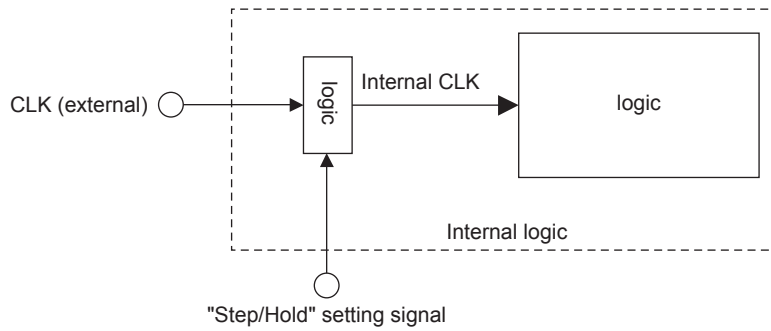 Internal CLK
logic
logic
CLK (external)
Internal logic
"Step/Hold" setting signal